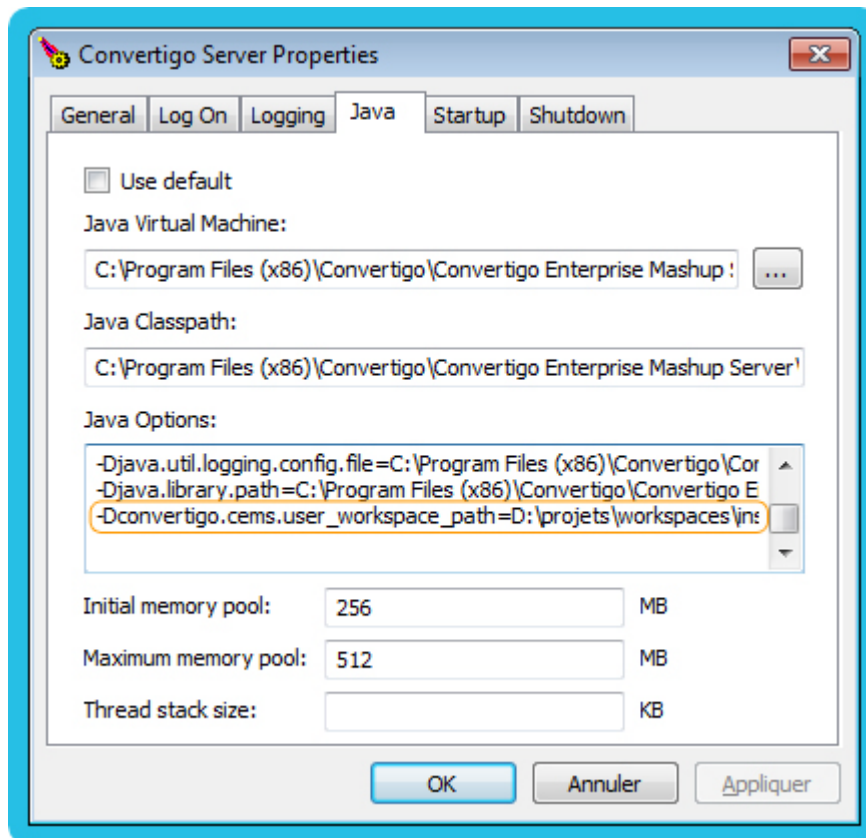 Convertigo Server Properties
General Log On Logging Java Startup Shutdown
Use default
Java Virtual Machine:
C:\Program Files (x86)\Convertigo\Convertigo Enterprise Mashup
...
Java Classpath:
C:\Program Files (x86)\Convertigo\Convertigo Enterprise Mashup Server\
Java Options:
-Djava.util.logging.config.file=C:\Program Files (x86)\Convertigo\Cor
-Djava.library.path=C:\Program Files (x86)\Convertigo\Convertigo E
-Dconvertigo.cems.user_workspace_path=D:\projets\workspaces\ins
Initial memory pool: 256 MB
Maximum memory pool: 512 MB
Thread stack size: KB
OK Annuler Appliquer